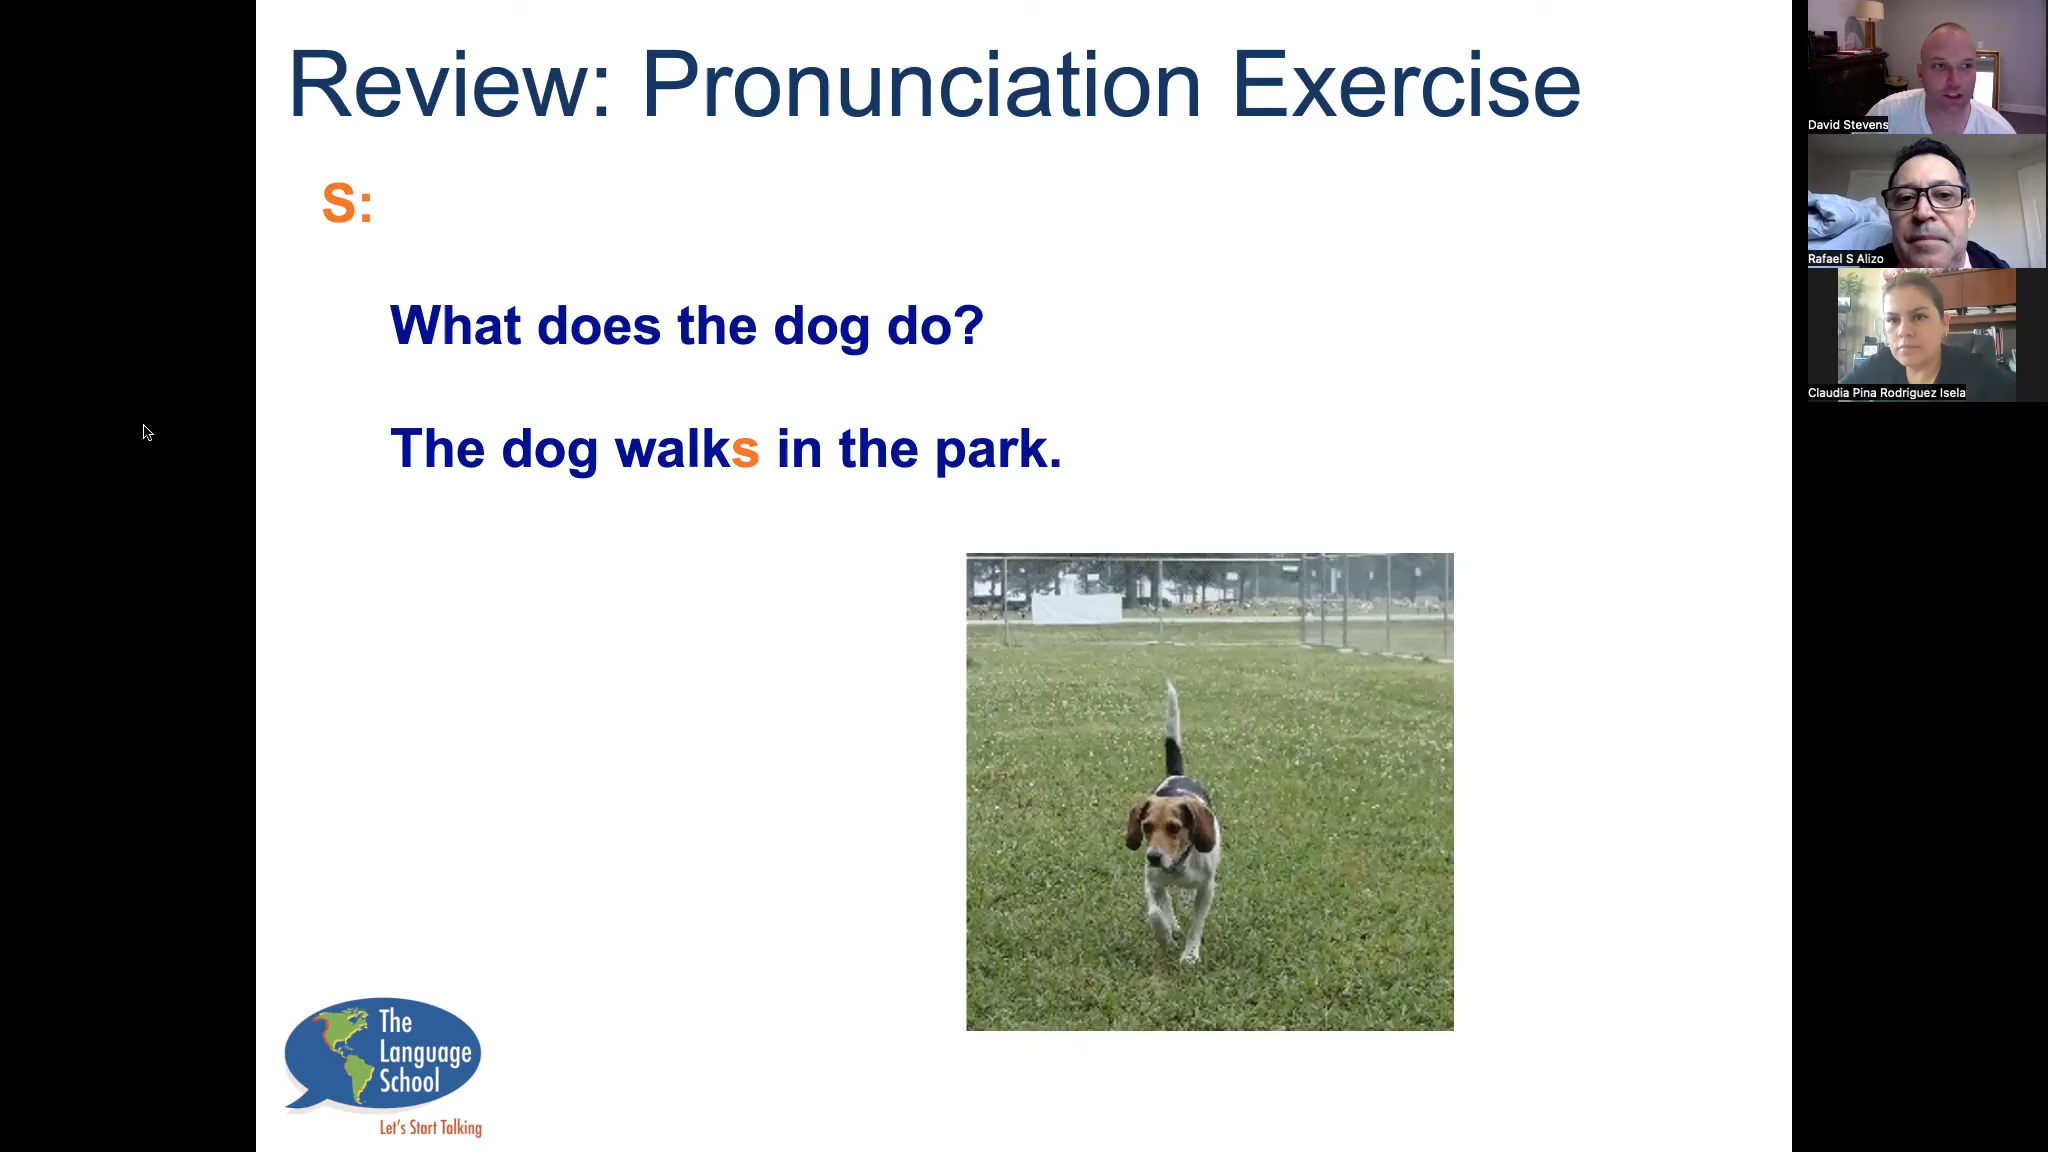 Review: Pronunciation Exercise
S:
What does the dog do?
The dog walks in the park.
The
Language
School
Let's Start Talking
David Stevens
Rafael S Alizo
Claudia Pina Rodriguez Isela